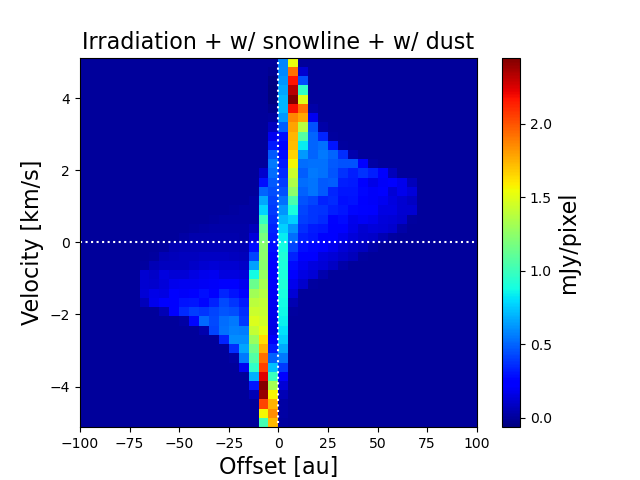 Irradiation + w/ snowline + w/ dust
Velocity [km/s]
4
2
0
−2
−4
−100 −75 −50 −25 0 25 50 75 100
Offset [au]
2.0
1.5
1.0
0.5
0.0
mJy/pixel